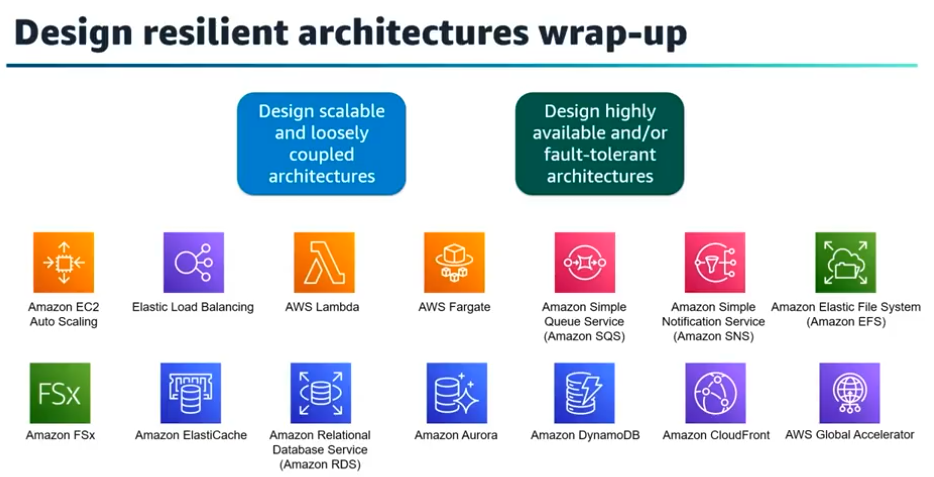 Design resilient architectures wrap-up
Design scalable
and loosely
coupled
architectures
Design highly
available and/or
fault-tolerant
architectures
Amazon EC2
Auto Scaling
Elastic Load Balancing
AWS Lambda
AWS Fargate
Amazon Simple
Queue Service
(Amazon SQS)
Amazon Simple
Notification Service
(Amazon SNS)
Amazon Elastic File System
(Amazon EFS)
FSx
Amazon FSx
Amazon ElastiCache
Amazon Relational
Database Service
(Amazon RDS)
Amazon Aurora
Amazon DynamoDB
Amazon CloudFront
AWS Global Accelerator